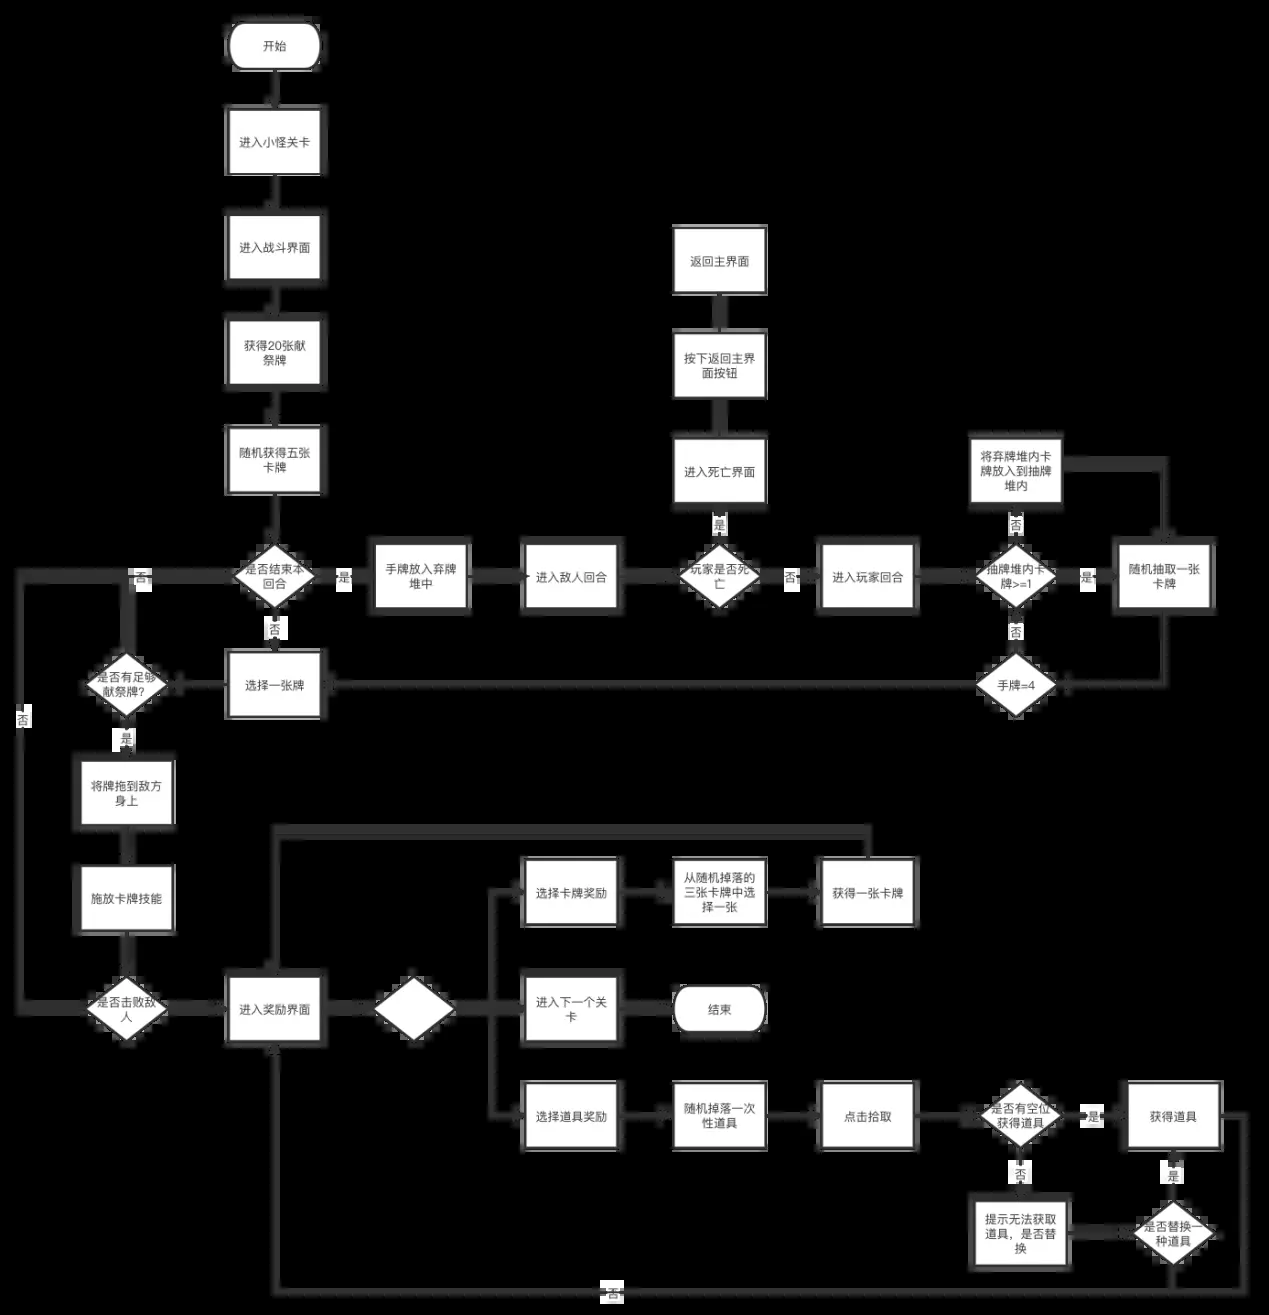 开始
进入小怪关卡
进入战斗界面
获得20张献
祭牌
随机获得五张
卡牌
返回主界面
按下返回主界
面按钮
进入死亡界面
是
将弃牌堆内卡
牌放入到抽牌
堆内
否
否
是否结束本
回合
是
手牌放入弃牌
堆中
进入敌人回合
玩家是否死
亡
否
进入玩家回合
抽牌堆内卡
牌>=1
是
随机抽取一张
卡牌
否
否
是否有足够
献祭牌?
选择一张牌
手牌=4
否
是
将牌拖到敌方
身上
施放卡牌技能
选择卡牌奖励
从随机掉落的
三张卡牌中选
择一张
获得一张卡牌
是否击败敌
人
进入奖励界面
进入下一个关
卡
结束
选择道具奖励
随机掉落一次
性道具
点击拾取
是否有空位
获得道具
是
获得道具
否
是
提示无法获取
道具，是否替
换
是否替换一
种道具
否